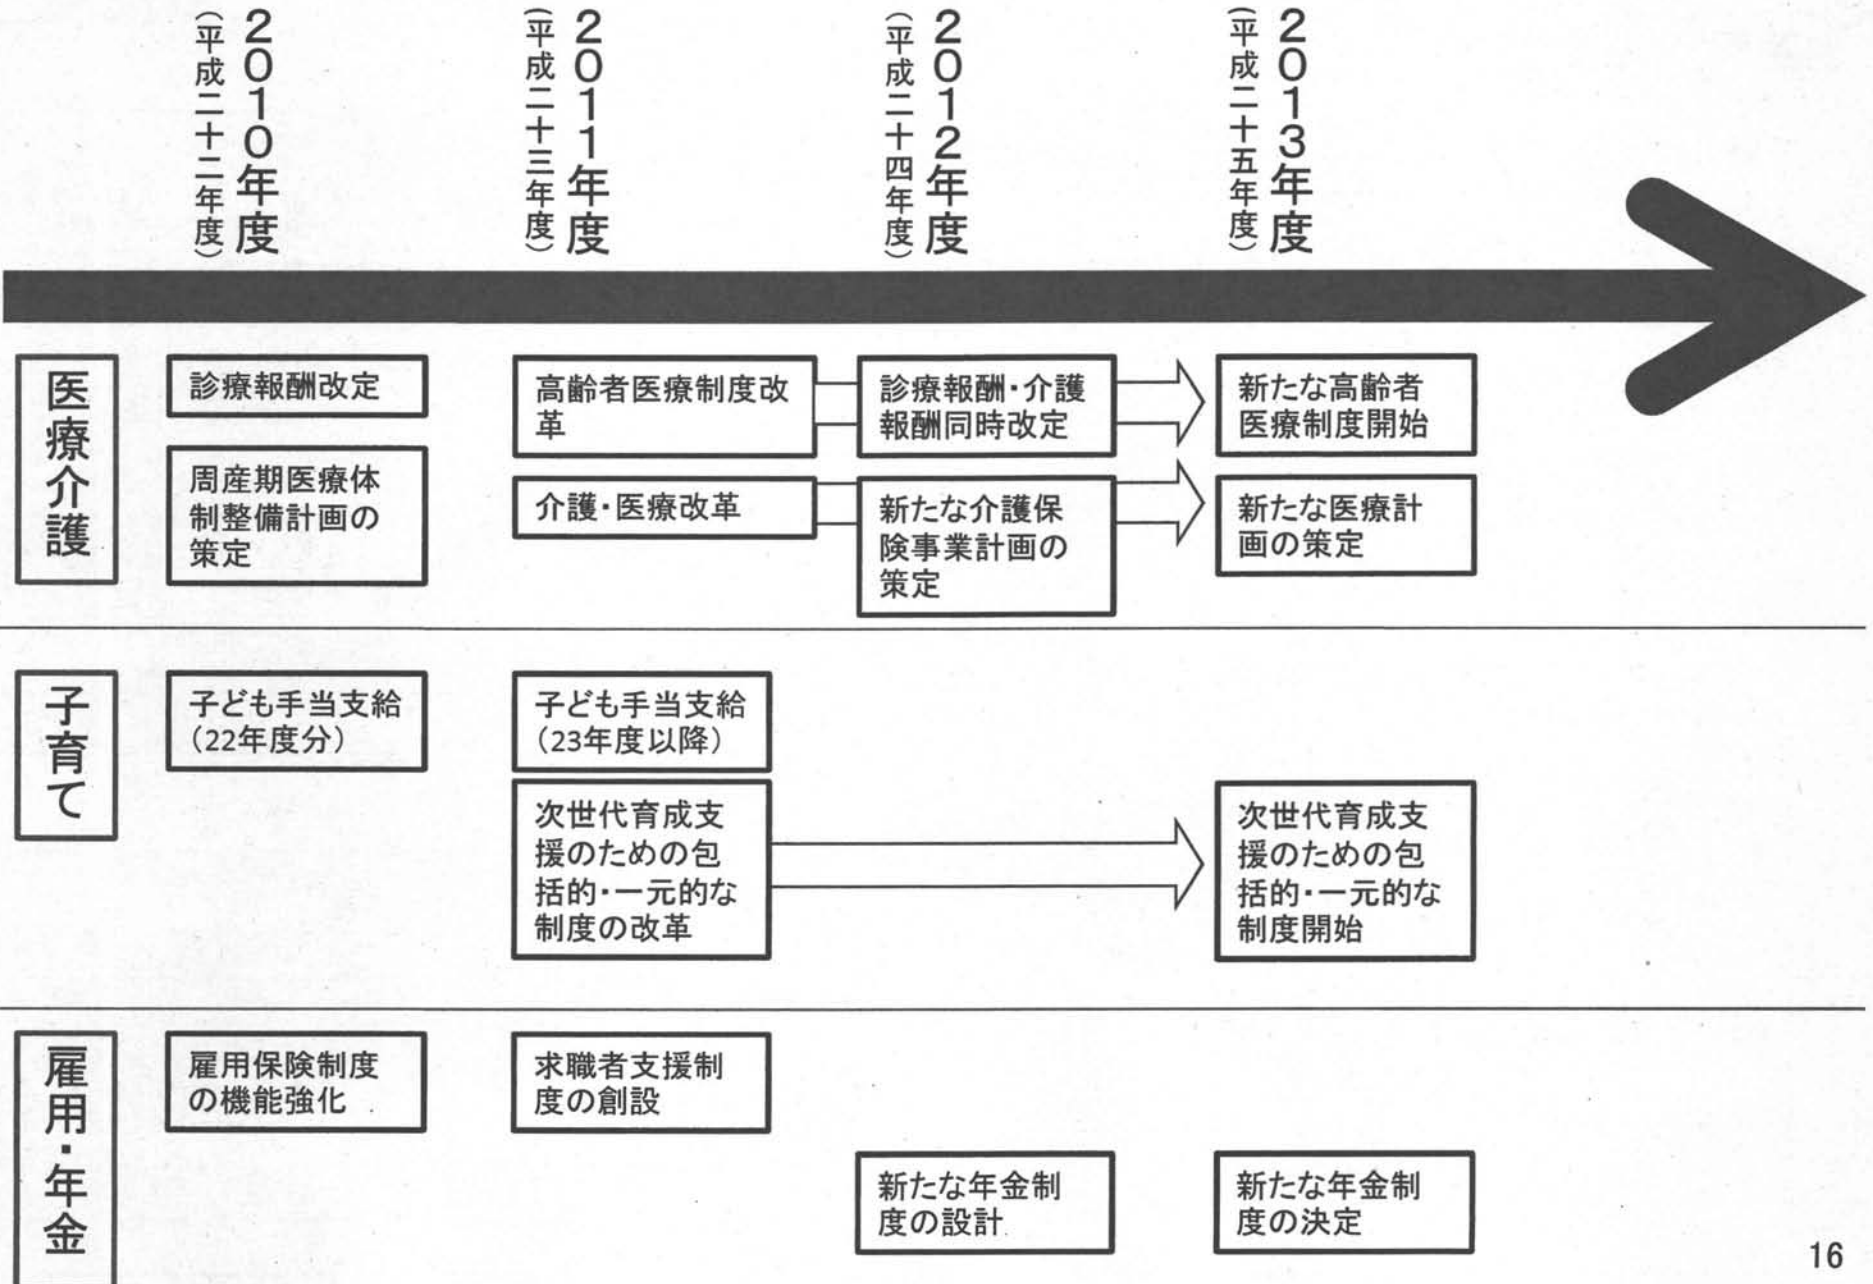 2010年度
(平成二十二年度)
2011年度
(平成二十三年度)
2012年度
(平成二十四年度)
2013年度
(平成二十五年度)
医療介護
診療報酬改定
周産期医療体
制整備計画の
策定
高齢者医療制度改
革
介護・医療改革
診療報酬・介護
報酬同時改定
新たな介護保
険事業計画の
策定
新たな高齢者
医療制度開始
新たな医療計
画の策定
子育て
子ども手当支給
(22年度分)
子ども手当支給
(23年度以降)
次世代育成支
援のための包
括的・一元的な
制度の改革
次世代育成支
援のための包
括的・一元的な
制度開始
雇用・年金
雇用保険制度
の機能強化
求職者支援制
度の創設
新たな年金制
度の設計
新たな年金制
度の決定
16